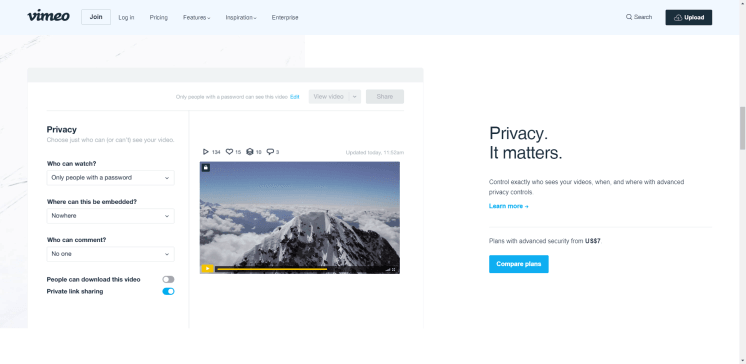 vimeo Join Log in Pricing Features Inspiration Enterprise Search Upload
Only people with a password can see this video Edit View video Share
Privacy
Choose just who can (or can't) see your video.
134 15 10 3 Updated today, 11:52am
Who can watch?
Only people with a password
Where can this be embedded?
Nowhere
Who can comment?
No one
People can download this video
Private link sharing
Privacy.
It matters.
Control exactly who sees your videos, when, and where with advanced
privacy controls.
Learn more →
Plans with advanced security from US$7
Compare plans